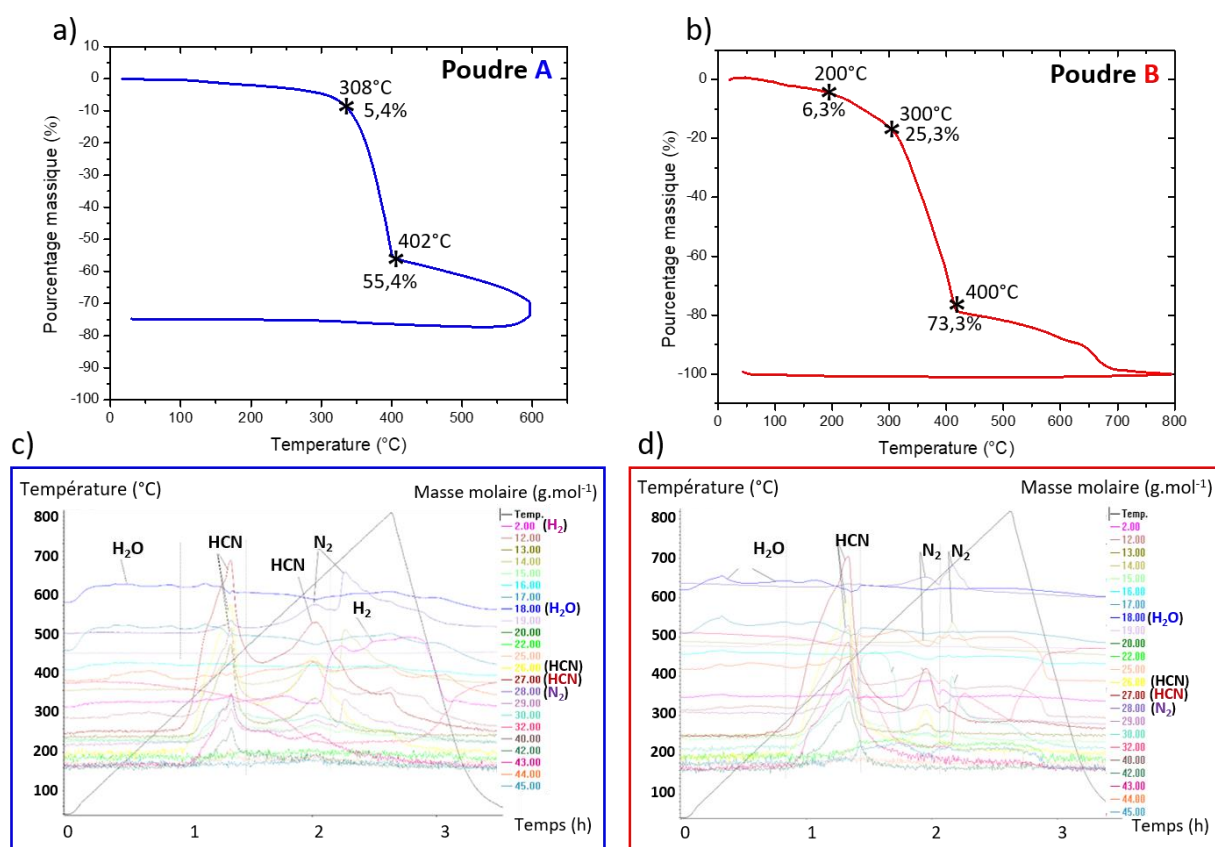 a)
Poudre A
10
0
-10
-20
-30
-40
-50
-60
-70
-80
-90
-100
308°C
5,4%
402°C
55,4%
Pourcentage massique (%)
0 100 200 300 400 500 600
Temperature (°C)
b)
Poudre B
0
-20
-40
-60
-80
-100
200°C
6,3%
300°C
25,3%
400°C
73,3%
Pourcentage massique (%)
0 100 200 300 400 500 600 700 800
Temperature (°C)
c)
Température (°C)
Masse molaire (g.mol-1)
800
700
600
500
400
300
200
100
H2O
HCN
HCN
N2
H2
Temp.
2.00 (H2)
12.00
13.00
14.00
15.00
16.00
17.00
18.00 (H2O)
19.00
20.00
22.00
25.00
26.00 (HCN)
27.00 (HCN)
28.00 (N2)
29.00
30.00
32.00
40.00
42.00
43.00
44.00
45.00
0 1 2 3
Temps (h)
d)
Température (°C)
Masse molaire (g.mol-1)
800
700
600
500
400
300
200
100
H2O
HCN
N2
N2
Temp.
2.00
12.00
13.00
14.00
15.00
16.00
17.00
18.00 (H2O)
19.00
20.00
22.00
25.00
26.00 (HCN)
27.00 (HCN)
28.00 (N2)
29.00
30.00
32.00
40.00
42.00
43.00
44.00
45.00
0 1 2 3
Temps (h)